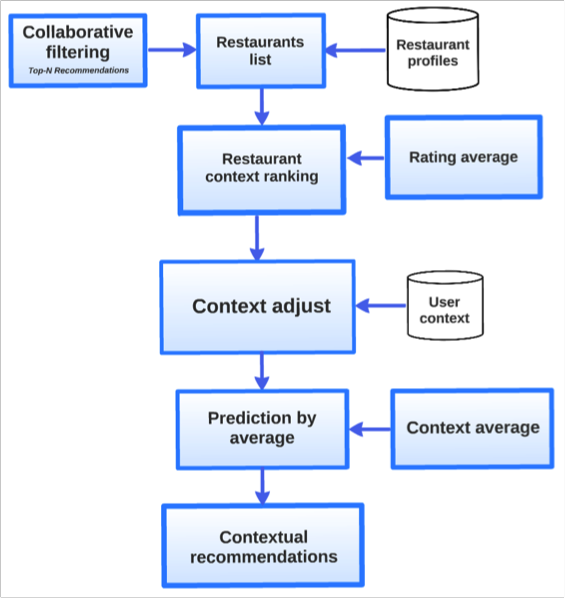 Collaborative
filtering
Top-N Recommendations
Restaurants
list
Restaurant
profiles
Restaurant
context ranking
Rating average
Context adjust
User
context
Prediction by
average
Context average
Contextual
recommendations